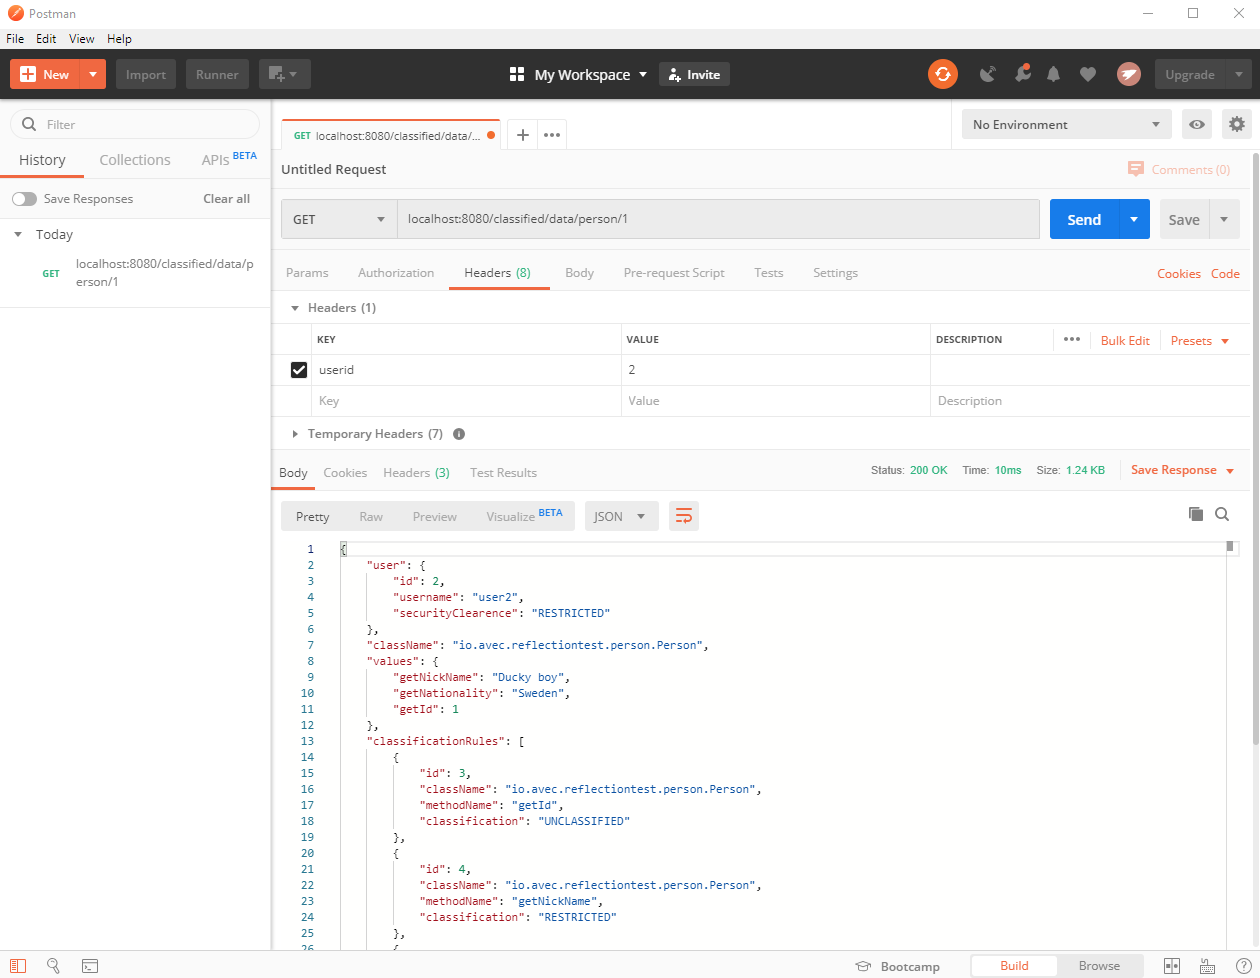 Postman
File Edit View Help
New Import Runner My Workspace Invite Upgrade
Filter
History Collections APIs BETA
Save Responses Clear all
Today
GET localhost:8080/classified/data/p
erson/1
GET localhost:8080/classified/data/... No Environment
Untitled Request Comments (0)
GET localhost:8080/classified/data/person/1 Send Save
Params Authorization Headers (8) Body Pre-request Script Tests Settings Cookies Code
Headers (1)
KEY VALUE DESCRIPTION Bulk Edit Presets
userid 2
Key Value Description
Temporary Headers (7)
Body Cookies Headers (3) Test Results Status: 200 OK Time: 10ms Size: 1.24 KB Save Response
Pretty Raw Preview Visualize BETA JSON
1 {
2 "user": {
3 "id": 2,
4 "username": "user2",
5 "securityClearence": "RESTRICTED"
6 },
7 "className": "io.avec.reflectiontest.person.Person",
8 "values": {
9 "getNickName": "Ducky boy",
10 "getNationality": "Sweden",
11 "getId": 1
12 },
13 "classificationRules": [
14 {
15 "id": 3,
16 "className": "io.avec.reflectiontest.person.Person",
17 "methodName": "getId",
18 "classification": "UNCLASSIFIED"
19 },
20 {
21 "id": 4,
22 "className": "io.avec.reflectiontest.person.Person",
23 "methodName": "getNickName",
24 "classification": "RESTRICTED"
25 },
26 {
Bootcamp Build Browse